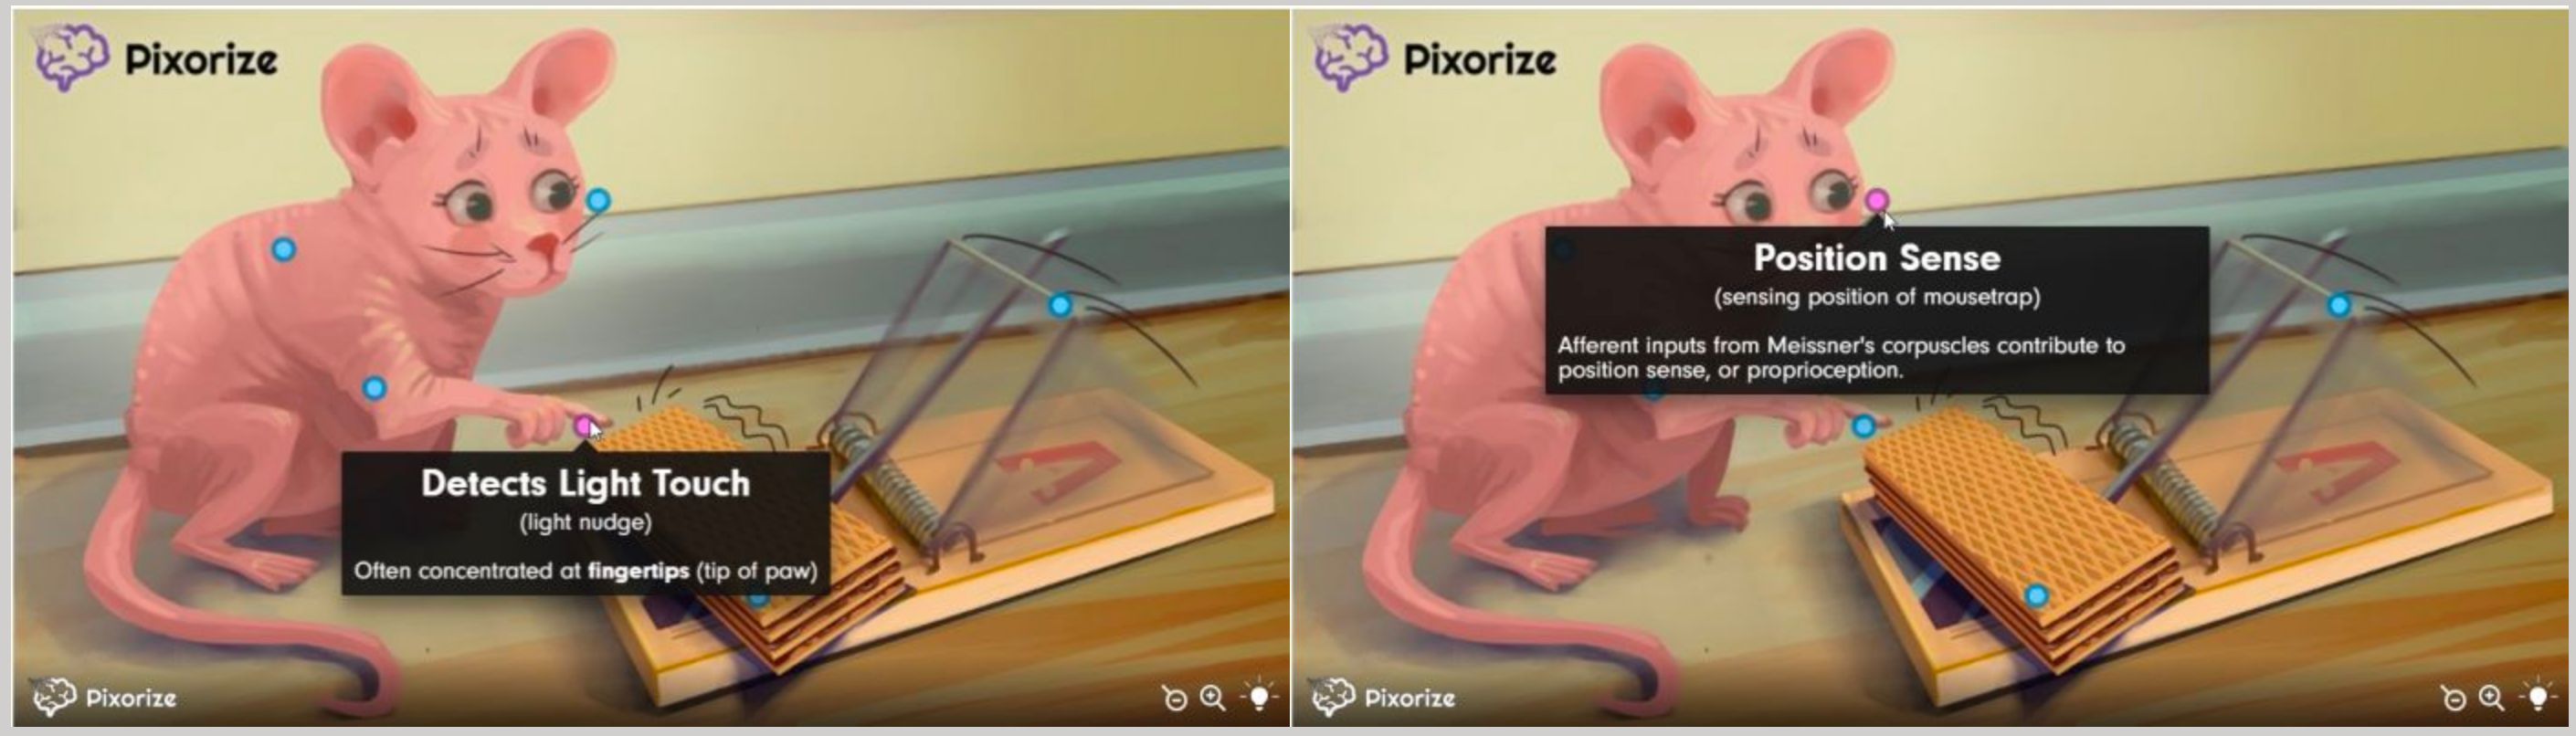 Pixorize
Detects Light Touch
(light nudge)
Often concentrated at fingertips (tip of paw)
Pixorize
Pixorize
Position Sense
(sensing position of mousetrap)
Afferent inputs from Meissner's corpuscles contribute to
position sense, or proprioception.
Pixorize